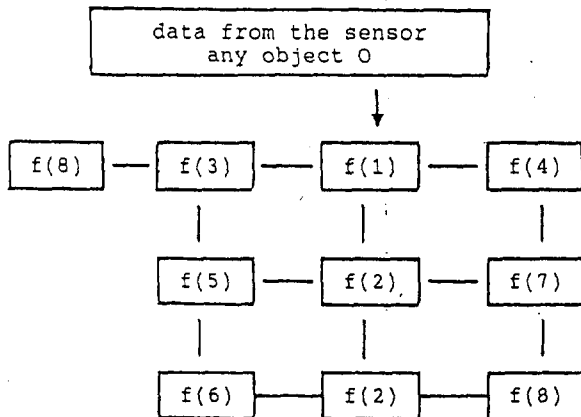 data from the sensor
any object O
f(8) f(3) f(1) f(4)
f(5) f(2) f(7)
f(6) f(2) f(8)